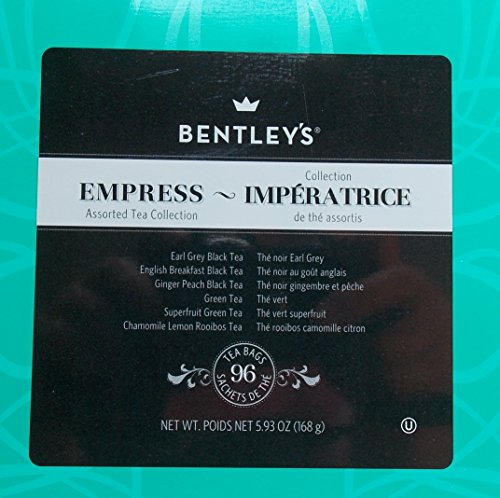 BENTLEY'S®
EMPRESS ~ Collection IMPÉRATRICE
Assorted Tea Collection de thé assortis
Earl Grey Black Tea Thé noir Earl Grey
English Breakfast Black Tea Thé noir au goût anglais
Ginger Peach Black Tea Thé noir gingembre et pêche
Green Tea Thé vert
Superfruit Green Tea Thé vert superfruit
Chamomile Lemon Rooibos Tea Thé rooibos camomille citron
TEA BAGS
96
SACHETS DE THÉ
NET WT. POIDS NET 5.93 OZ (168 g)
U